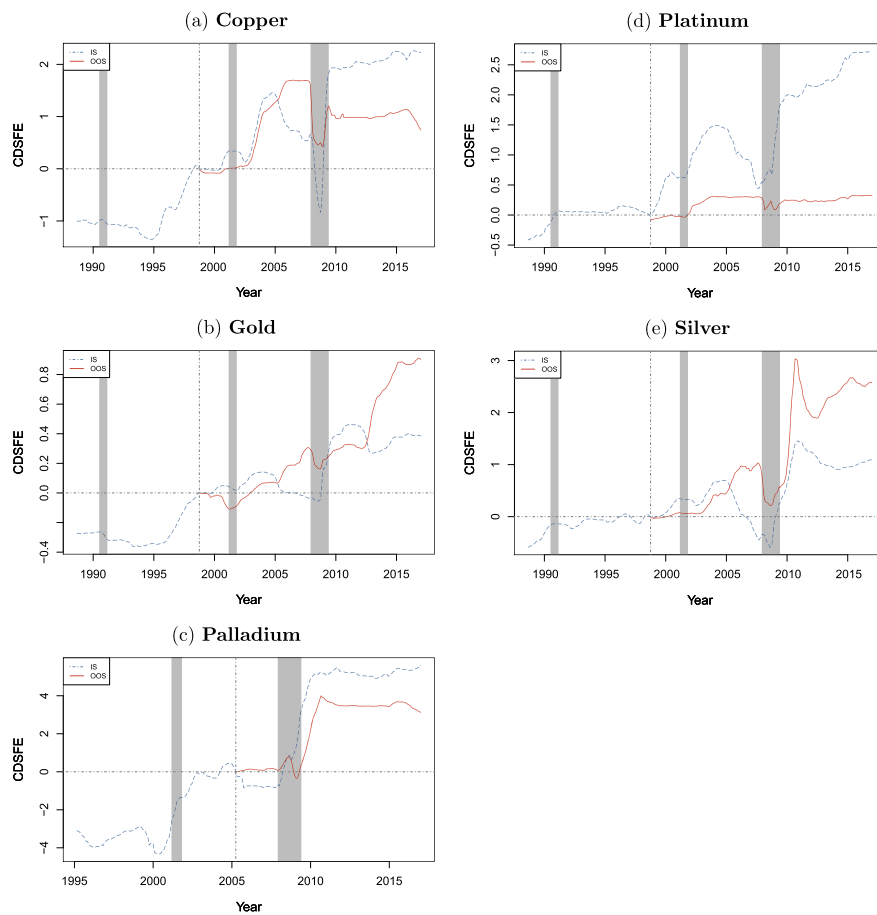 (a) Copper
IS
OOS
2
1
0
−1
CDSFE
1990 1995 2000 2005 2010 2015
Year
(b) Gold
IS
OOS
0.8
0.6
0.4
0.2
0.0
−0.4
CDSFE
1990 1995 2000 2005 2010 2015
Year
(c) Palladium
IS
OOS
4
2
0
−2
−4
CDSFE
1995 2000 2005 2010 2015
Year
(d) Platinum
IS
OOS
2.5
2.0
1.5
1.0
0.5
0.0
−0.5
CDSFE
1990 1995 2000 2005 2010 2015
Year
(e) Silver
IS
OOS
3
2
1
0
CDSFE
1990 1995 2000 2005 2010 2015
Year